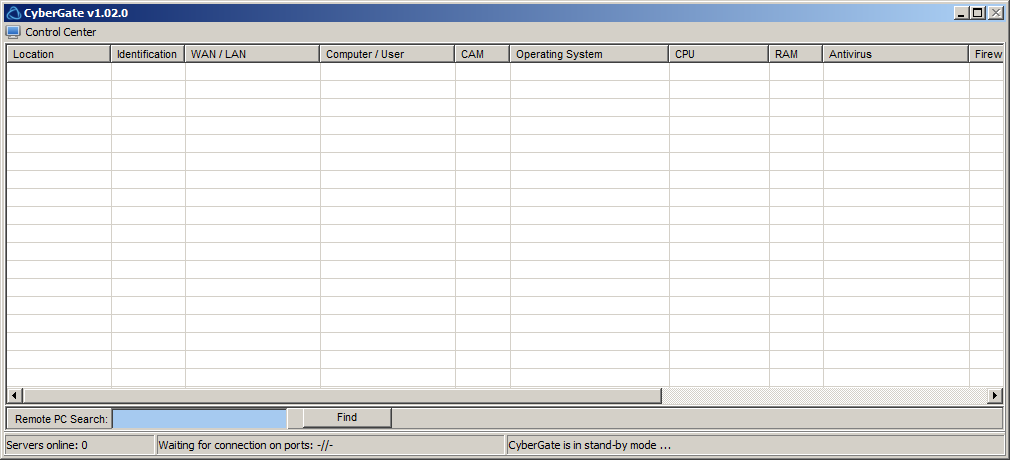 CyberGate v1.02.0
Control Center
Location Identification WAN / LAN Computer / User CAM Operating System CPU RAM Antivirus Firew
Remote PC Search: Find
Servers online: 0 Waiting for connection on ports: -//- CyberGate is in stand-by mode ...